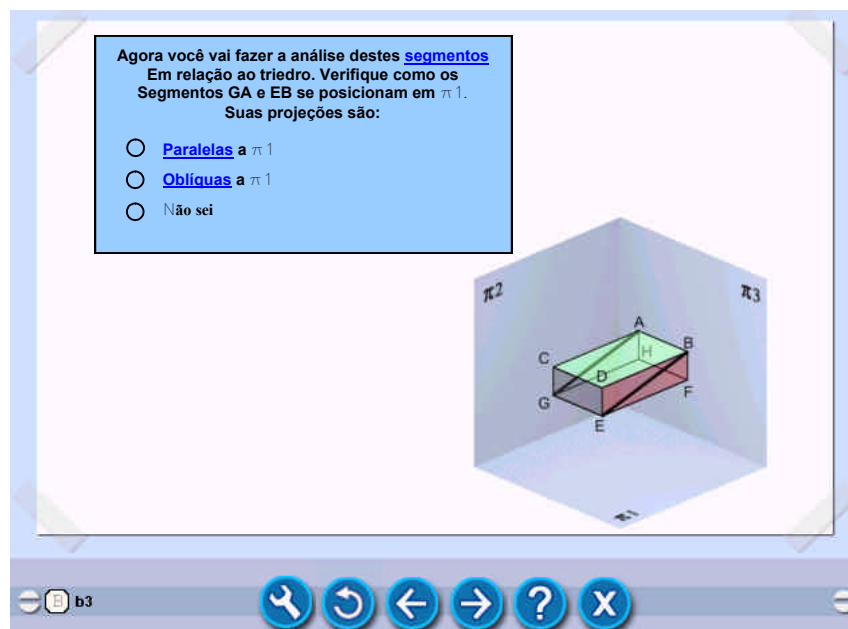 Agora você vai fazer a análise destes segmentos
Em relação ao triedro. Verifique como os
Segmentos GA e EB se posicionam em π1.
Suas projeções são:
Paralelas a π1
Oblíquas a π1
Não sei
π2
π3
A
B
C
H
D
F
G
E
π1
B b3
?
X